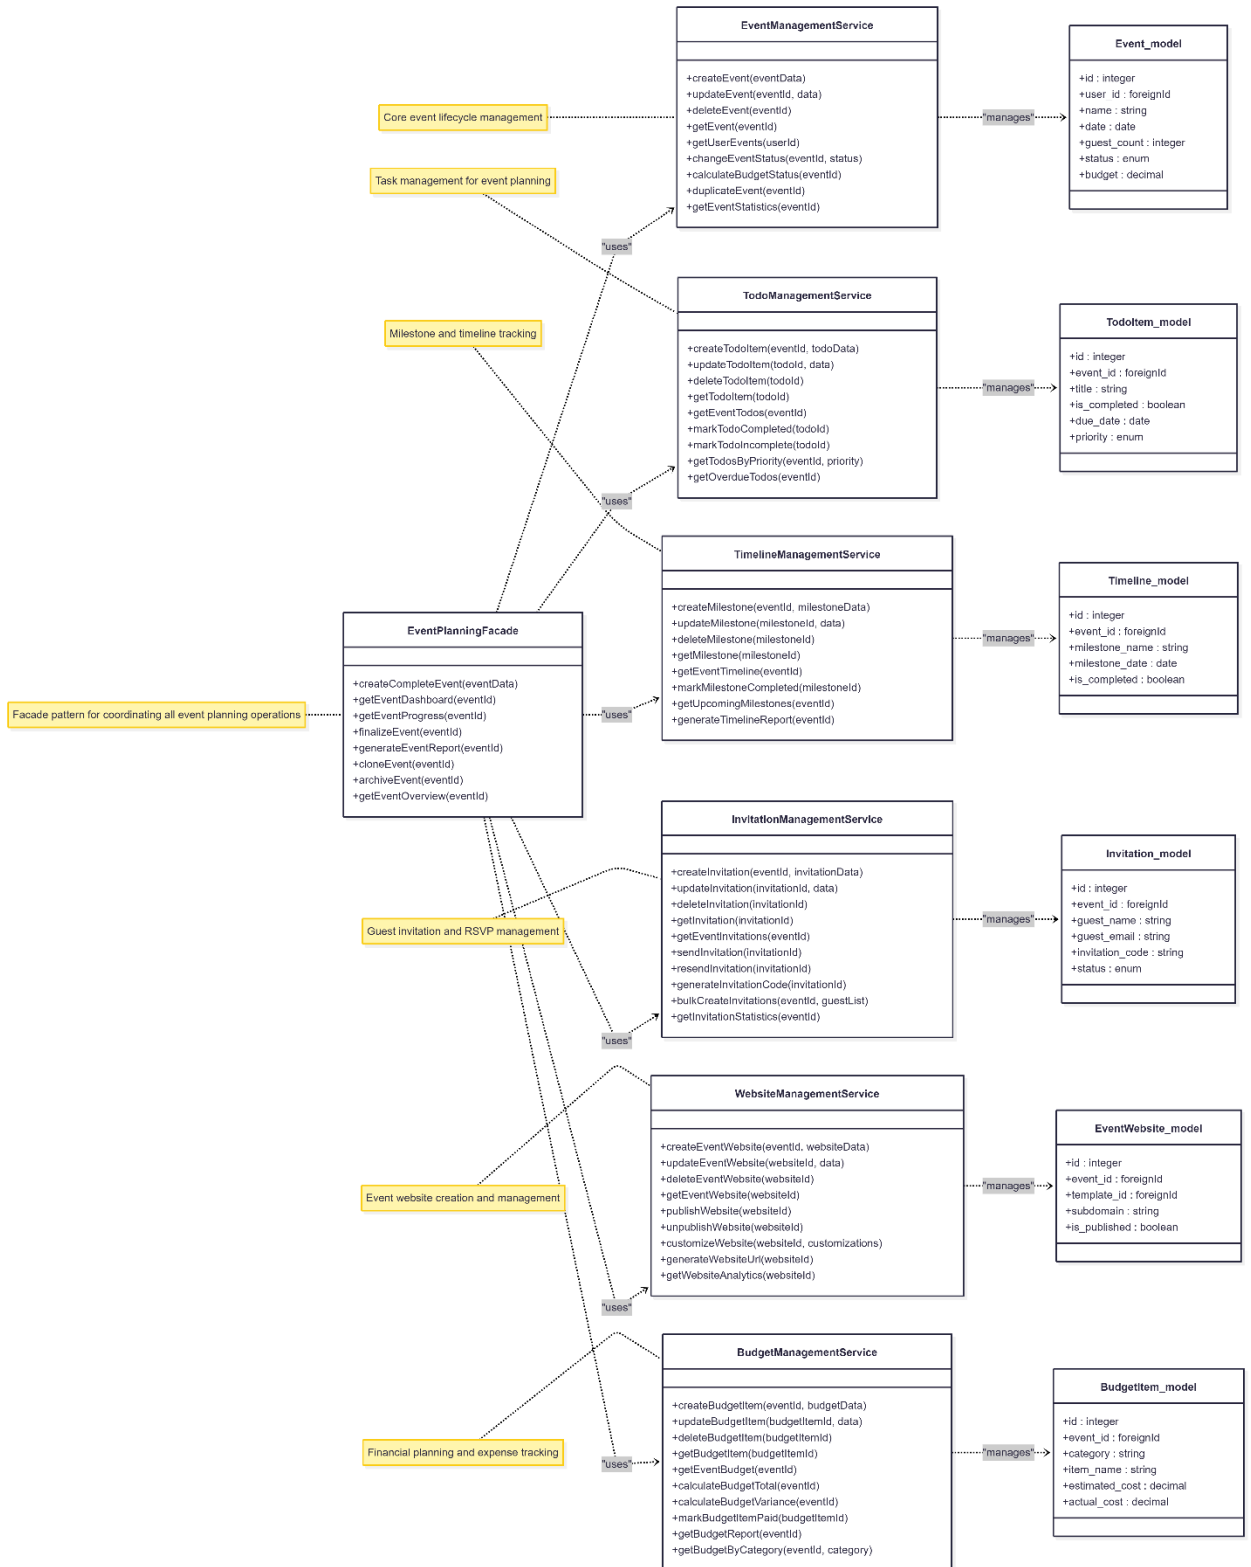 EventManagementService
+createEvent(eventData)
+updateEvent(eventId, data)
+deleteEvent(eventId)
+getEvent(eventId)
+getUserEvents(userId)
+changeEventStatus(eventId, status)
+calculateBudgetStatus(eventId)
+duplicateEvent(eventId)
+getEventStatistics(eventId)
"manages"
Event_model
+id : integer
+user_id : foreignId
+name : string
+date : date
+guest_count : integer
+status : enum
+budget : decimal
Core event lifecycle management
Task management for event planning
"uses"
TodoManagementService
+createTodoItem(eventId, todoData)
+updateTodoItem(todoId, data)
+deleteTodoItem(todoId)
+getTodoItem(todoId)
+getEventTodos(eventId)
+markTodoCompleted(todoId)
+markTodoIncomplete(todoId)
+getTodosByPriority(eventId, priority)
+getOverdueTodos(eventId)
"manages"
TodoItem_model
+id : integer
+event_id : foreignId
+title : string
+is_completed : boolean
+due_date : date
+priority : enum
Milestone and timeline tracking
"uses"
TimelineManagementService
+createMilestone(eventId, milestoneData)
+updateMilestone(milestoneId, data)
+deleteMilestone(milestoneId)
+getMilestone(milestoneId)
+getEventTimeline(eventId)
+markMilestoneCompleted(milestoneId)
+getUpcomingMilestones(eventId)
+generateTimelineReport(eventId)
"manages"
Timeline_model
+id : integer
+event_id : foreignId
+milestone_name : string
+milestone_date : date
+is_completed : boolean
EventPlanningFacade
+createCompleteEvent(eventData)
+getEventDashboard(eventId)
+getEventProgress(eventId)
+finalizeEvent(eventId)
+generateEventReport(eventId)
+cloneEvent(eventId)
+archiveEvent(eventId)
+getEventOverview(eventId)
Facade pattern for coordinating all event planning operations
"uses"
InvitationManagementService
+createInvitation(eventId, invitationData)
+updateInvitation(invitationId, data)
+deleteInvitation(invitationId)
+getInvitation(invitationId)
+getEventInvitations(eventId)
+sendInvitation(invitationId)
+resendInvitation(invitationId)
+generateInvitationCode(invitationId)
+bulkCreateInvitations(eventId, guestList)
+getInvitationStatistics(eventId)
"manages"
Invitation_model
+id : integer
+event_id : foreignId
+guest_name : string
+guest_email : string
+invitation_code : string
+status : enum
Guest invitation and RSVP management
"uses"
WebsiteManagementService
+createEventWebsite(eventId, websiteData)
+updateEventWebsite(websiteId, data)
+deleteEventWebsite(websiteId)
+getEventWebsite(websiteId)
+publishWebsite(websiteId)
+unpublishWebsite(websiteId)
+customizeWebsite(websiteId, customizations)
+generateWebsiteUrl(websiteId)
+getWebsiteAnalytics(websiteId)
"manages"
EventWebsite_model
+id : integer
+event_id : foreignId
+template_id : foreignId
+subdomain : string
+is_published : boolean
Event website creation and management
"uses"
BudgetManagementService
+createBudgetItem(eventId, budgetData)
+updateBudgetItem(budgetItemId, data)
+deleteBudgetItem(budgetItemId)
+getBudgetItem(budgetItemId)
+getEventBudget(eventId)
+calculateBudgetTotal(eventId)
+calculateBudgetVariance(eventId)
+markBudgetItemPaid(budgetItemId)
+getBudgetReport(eventId)
+getBudgetByCategory(eventId, category)
"manages"
BudgetItem_model
+id : integer
+event_id : foreignId
+category : string
+item_name : string
+estimated_cost : decimal
+actual_cost : decimal
Financial planning and expense tracking
"uses"